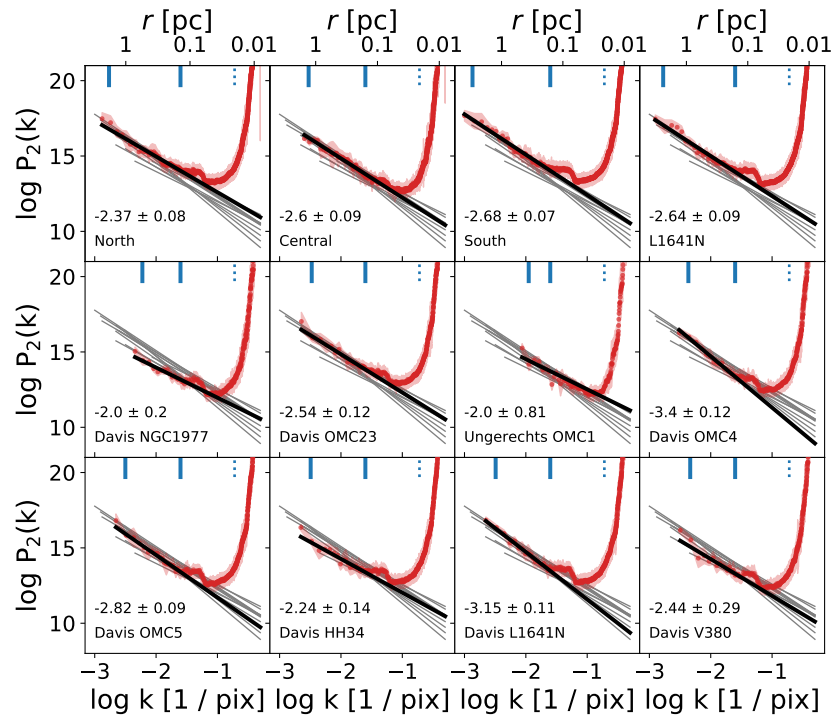 r [pc] r [pc] r [pc] r [pc]
1 0.1 0.01 1 0.1 0.01 1 0.1 0.01 1 0.1 0.01
log P2(k)
20
15
10
-2.37 ± 0.08
North
-2.6 ± 0.09
Central
-2.68 ± 0.07
South
-2.64 ± 0.09
L1641N
log P2(k)
20
15
10
-2.0 ± 0.2
Davis NGC1977
-2.54 ± 0.12
Davis OMC23
-2.0 ± 0.81
Ungerechts OMC1
-3.4 ± 0.12
Davis OMC4
log P2(k)
20
15
10
-2.82 ± 0.09
Davis OMC5
-2.24 ± 0.14
Davis HH34
-3.15 ± 0.11
Davis L1641N
-2.44 ± 0.29
Davis V380
−3 −2 −1 −3 −2 −1 −3 −2 −1 −3 −2 −1
log k [1 / pix] log k [1 / pix] log k [1 / pix] log k [1 / pix]